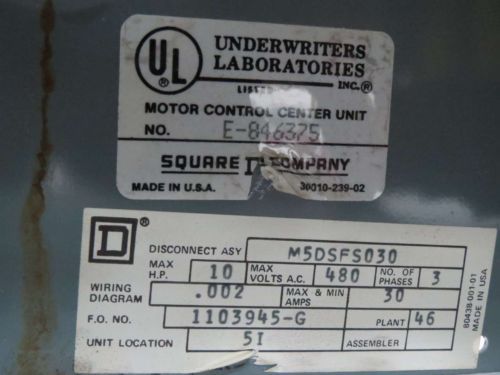 UL ®
UNDERWRITERS
LABORATORIES
INC.®
MOTOR CONTROL CENTER UNIT
NO. E-846375
SQUARE D COMPANY
MADE IN U.S.A. 30010-239-02
D ®
DISCONNECT ASY M5DSFS030
MAX H.P. 10 MAX VOLTS A.C. 480 NO. OF PHASES 3
WIRING DIAGRAM .002 MAX & MIN AMPS 30
F.O. NO. 1103945-G PLANT 46
UNIT LOCATION 5I ASSEMBLER
80438-001-01
MADE IN USA